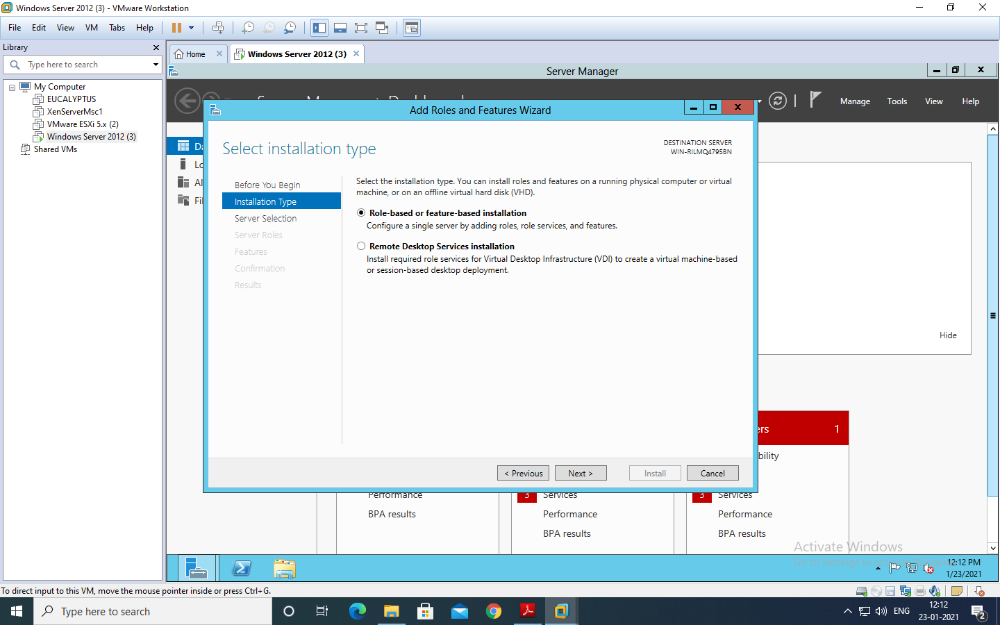 Windows Server 2012 (3) - VMware Workstation
File Edit View VM Tabs Help
Library
Type here to search
My Computer
EUCALYPTUS
XenServerMsc1
VMware ESXi 5.x (2)
Windows Server 2012 (3)
Shared VMs
Home
Windows Server 2012 (3)
Server Manager
Manage Tools View Help
Add Roles and Features Wizard
Select installation type
DESTINATION SERVER
WIN-RILMQ4795BN
Before You Begin
Installation Type
Server Selection
Server Roles
Features
Confirmation
Results
Select the installation type. You can install roles and features on a running physical computer or virtual
machine, or on an offline virtual hard disk (VHD).
Role-based or feature-based installation
Configure a single server by adding roles, role services, and features.
Remote Desktop Services installation
Install required role services for Virtual Desktop Infrastructure (VDI) to create a virtual machine-based
or session-based desktop deployment.
< Previous Next > Install Cancel
Hide
ers 1
bility
Performance
BPA results
3 Services
Performance
BPA results
3 Services
Performance
BPA results
Activate Windows
12:12 PM
1/23/2021
To direct input to this VM, move the mouse pointer inside or press Ctrl+G.
Type here to search
ENG
12:12
23-01-2021
2